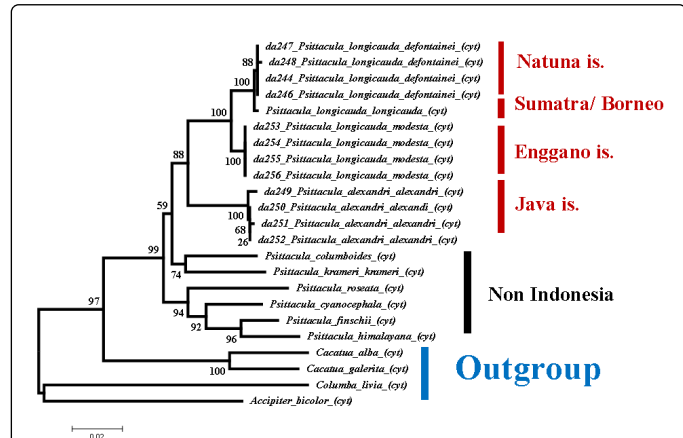 da247_Psittacula_longicauda_defontainei_(cyt)
88
da248_Psittacula_longicauda_defontainei_(cyt)
Natuna is.
da244_Psittacula_longicauda_defontainei_(cyt)
100
da246_Psittacula_longicauda_defontainei_(cyt)
Psittacula_longicauda_longicauda_(cyt)
Sumatra/ Borneo
100
da253_Psittacula_longicauda_modesta_(cyt)
da254_Psittacula_longicauda_modesta_(cyt)
Enggano is.
100
da255_Psittacula_longicauda_modesta_(cyt)
88
da256_Psittacula_longicauda_modesta_(cyt)
da249_Psittacula_alexandri_alexandri_(cyt)
59
da250_Psittacula_alexandri_alexandi_(cyt)
Java is.
100
da251_Psittacula_alexandri_alexandri_(cyt)
68
da252_Psittacula_alexandri_alexandri_(cyt)
26
99
Psittacula_columboides_(cyt)
74
Psittacula_krameri_krameri_(cyt)
Psittacula_roseata_(cyt)
Non Indonesia
97
94
Psittacula_cyanocephala_(cyt)
92
Psittacula_finschii_(cyt)
96
Psittacula_himalayana_(cyt)
Cacatua_alba_(cyt)
100
Cacatua_galerita_(cyt)
Outgroup
Columba_livia_(cyt)
Accipiter_bicolor_(cyt)
0.02